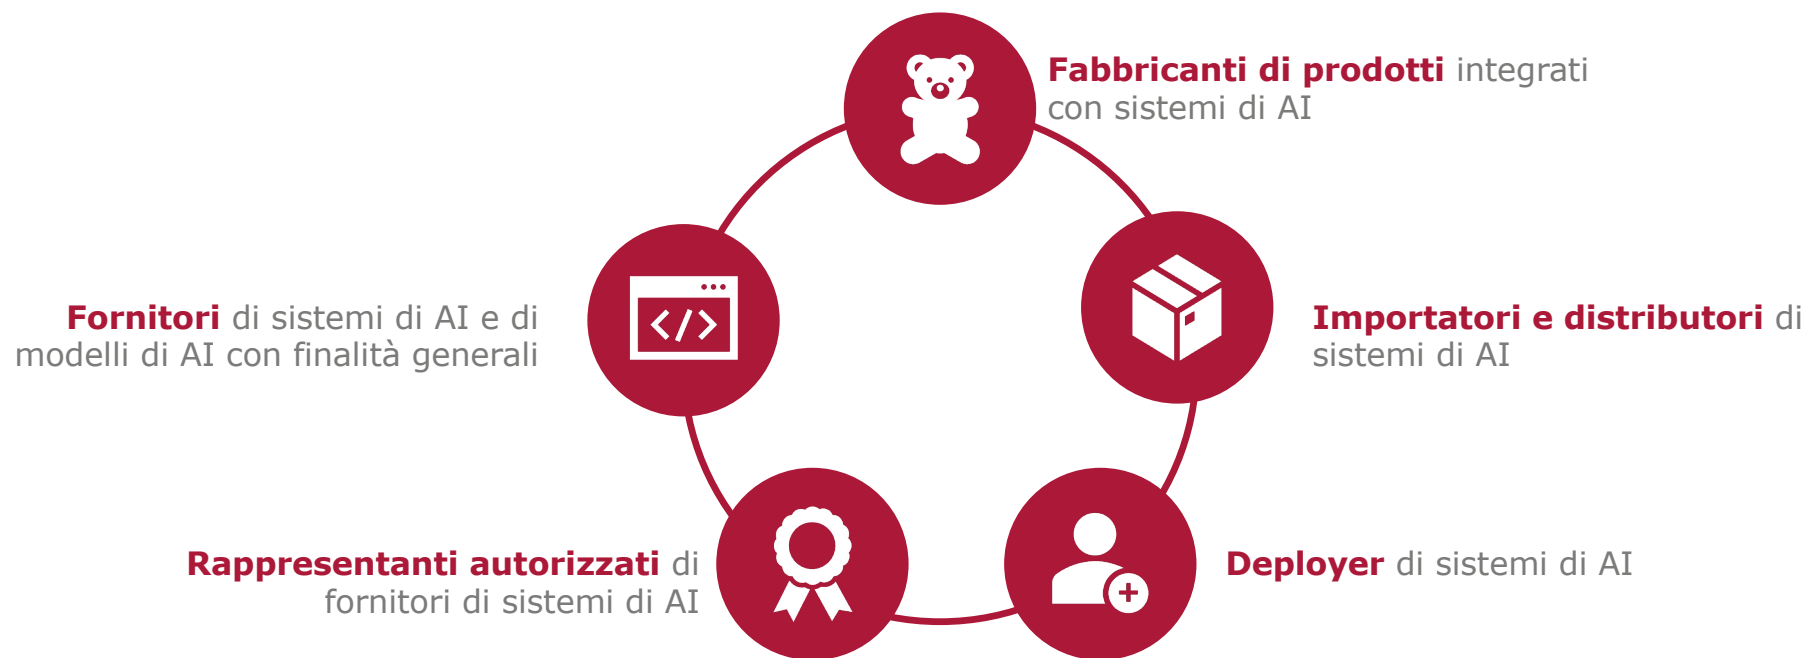 Fabbricanti di prodotti integrati
con sistemi di AI
Fornitori di sistemi di AI e di
modelli di AI con finalità generali
</>
Importatori e distributori di
sistemi di AI
Rappresentanti autorizzati di
fornitori di sistemi di AI
Deployer di sistemi di AI